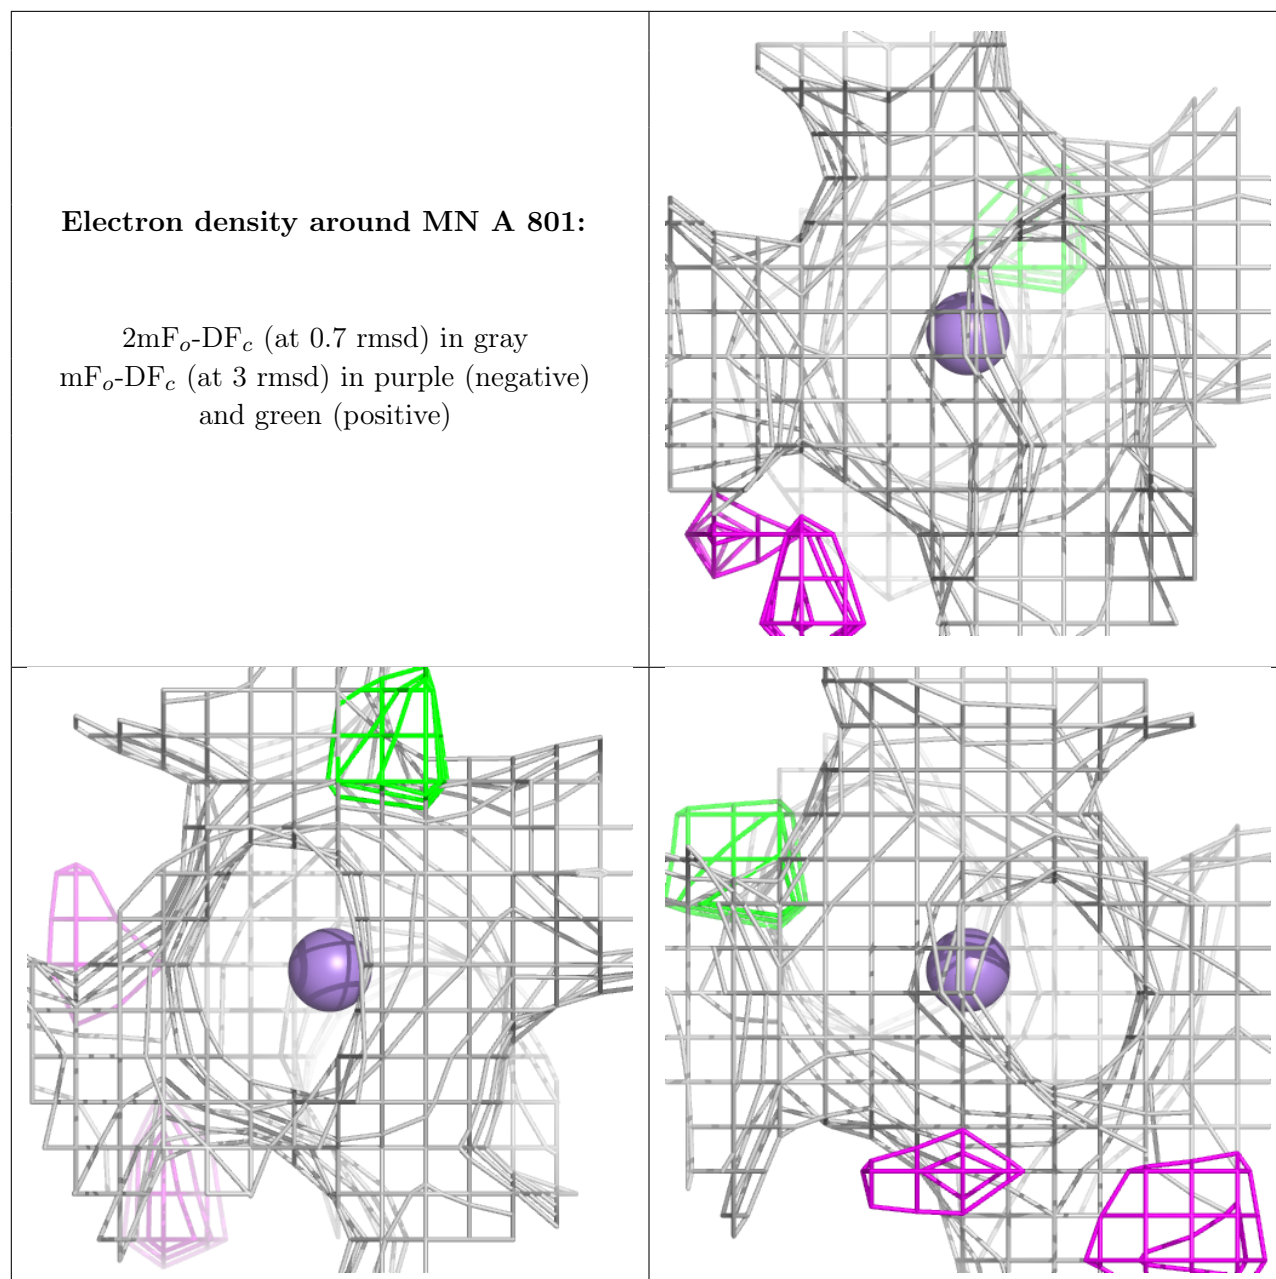 Electron density around MN A 801:
2mFo-DFc (at 0.7 rmsd) in gray
mFo-DFc (at 3 rmsd) in purple (negative)
and green (positive)